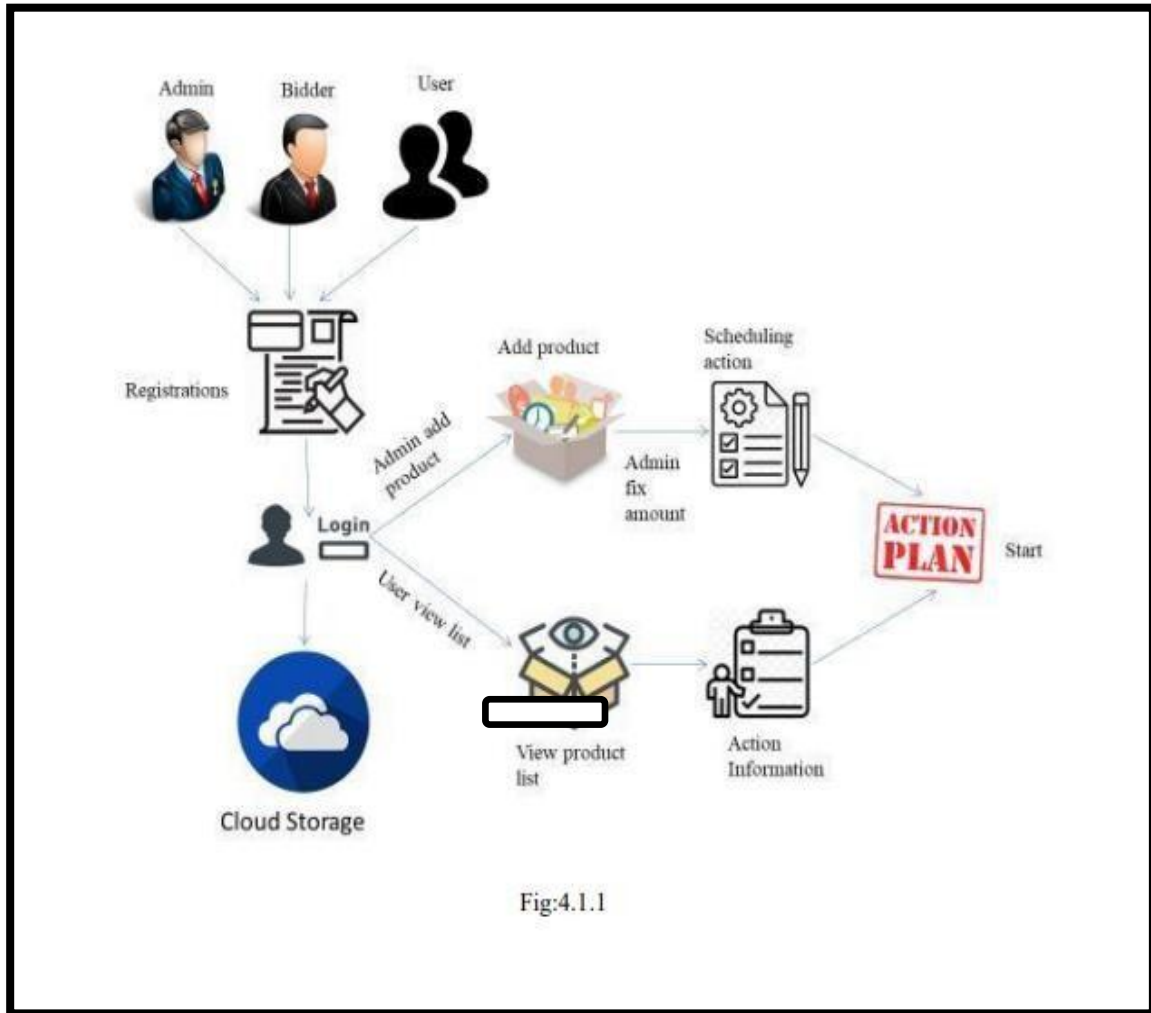 Admin
Bidder
User
Registrations
Add product
Scheduling
action
Admin add
product
Admin
fix
amount
Login
ACTION
PLAN
Start
User view list
View product
list
Action
Information
Cloud Storage
Fig:4.1.1